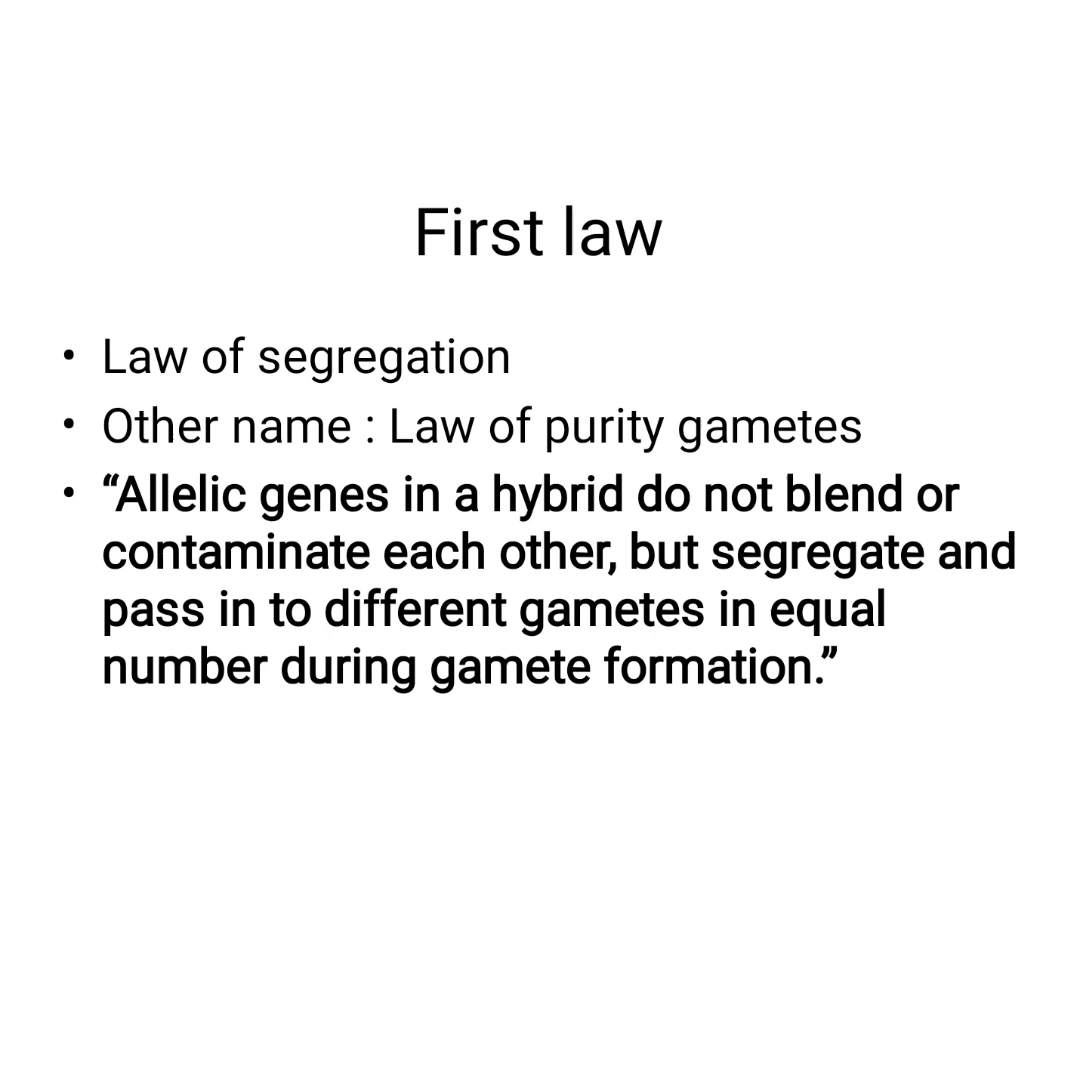 First law
• Law of segregation
• Other name : Law of purity gametes
• “Allelic genes in a hybrid do not blend or
contaminate each other, but segregate and
pass in to different gametes in equal
number during gamete formation.”